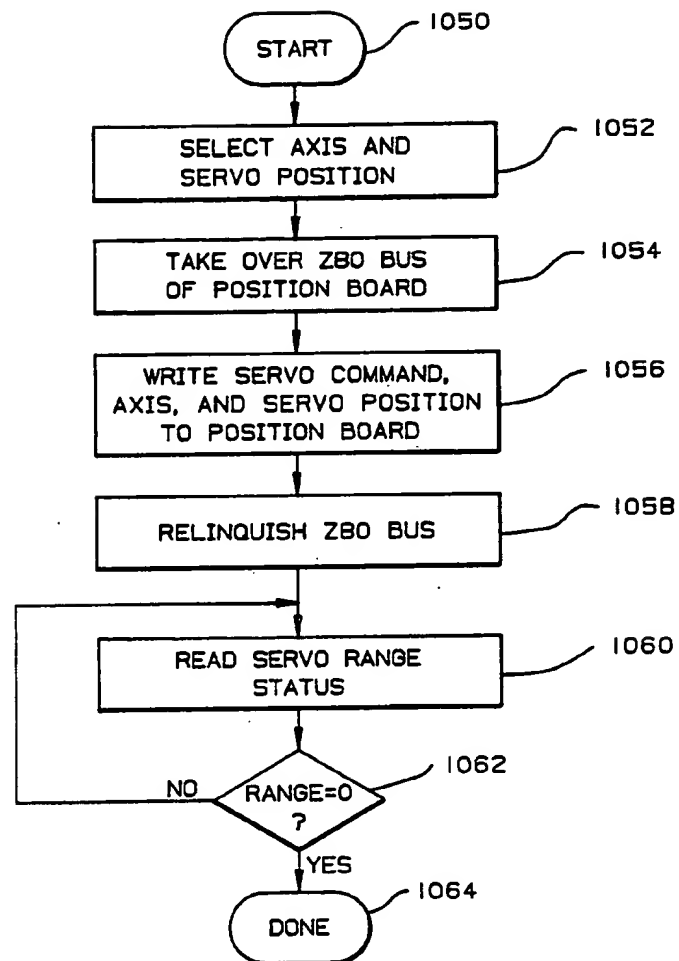 START
1050
SELECT AXIS AND
SERVO POSITION
1052
TAKE OVER Z80 BUS
OF POSITION BOARD
1054
WRITE SERVO COMMAND,
AXIS, AND SERVO POSITION
TO POSITION BOARD
1056
RELINQUISH Z80 BUS
1058
READ SERVO RANGE
STATUS
1060
RANGE=0
?
1062
NO
YES
DONE
1064